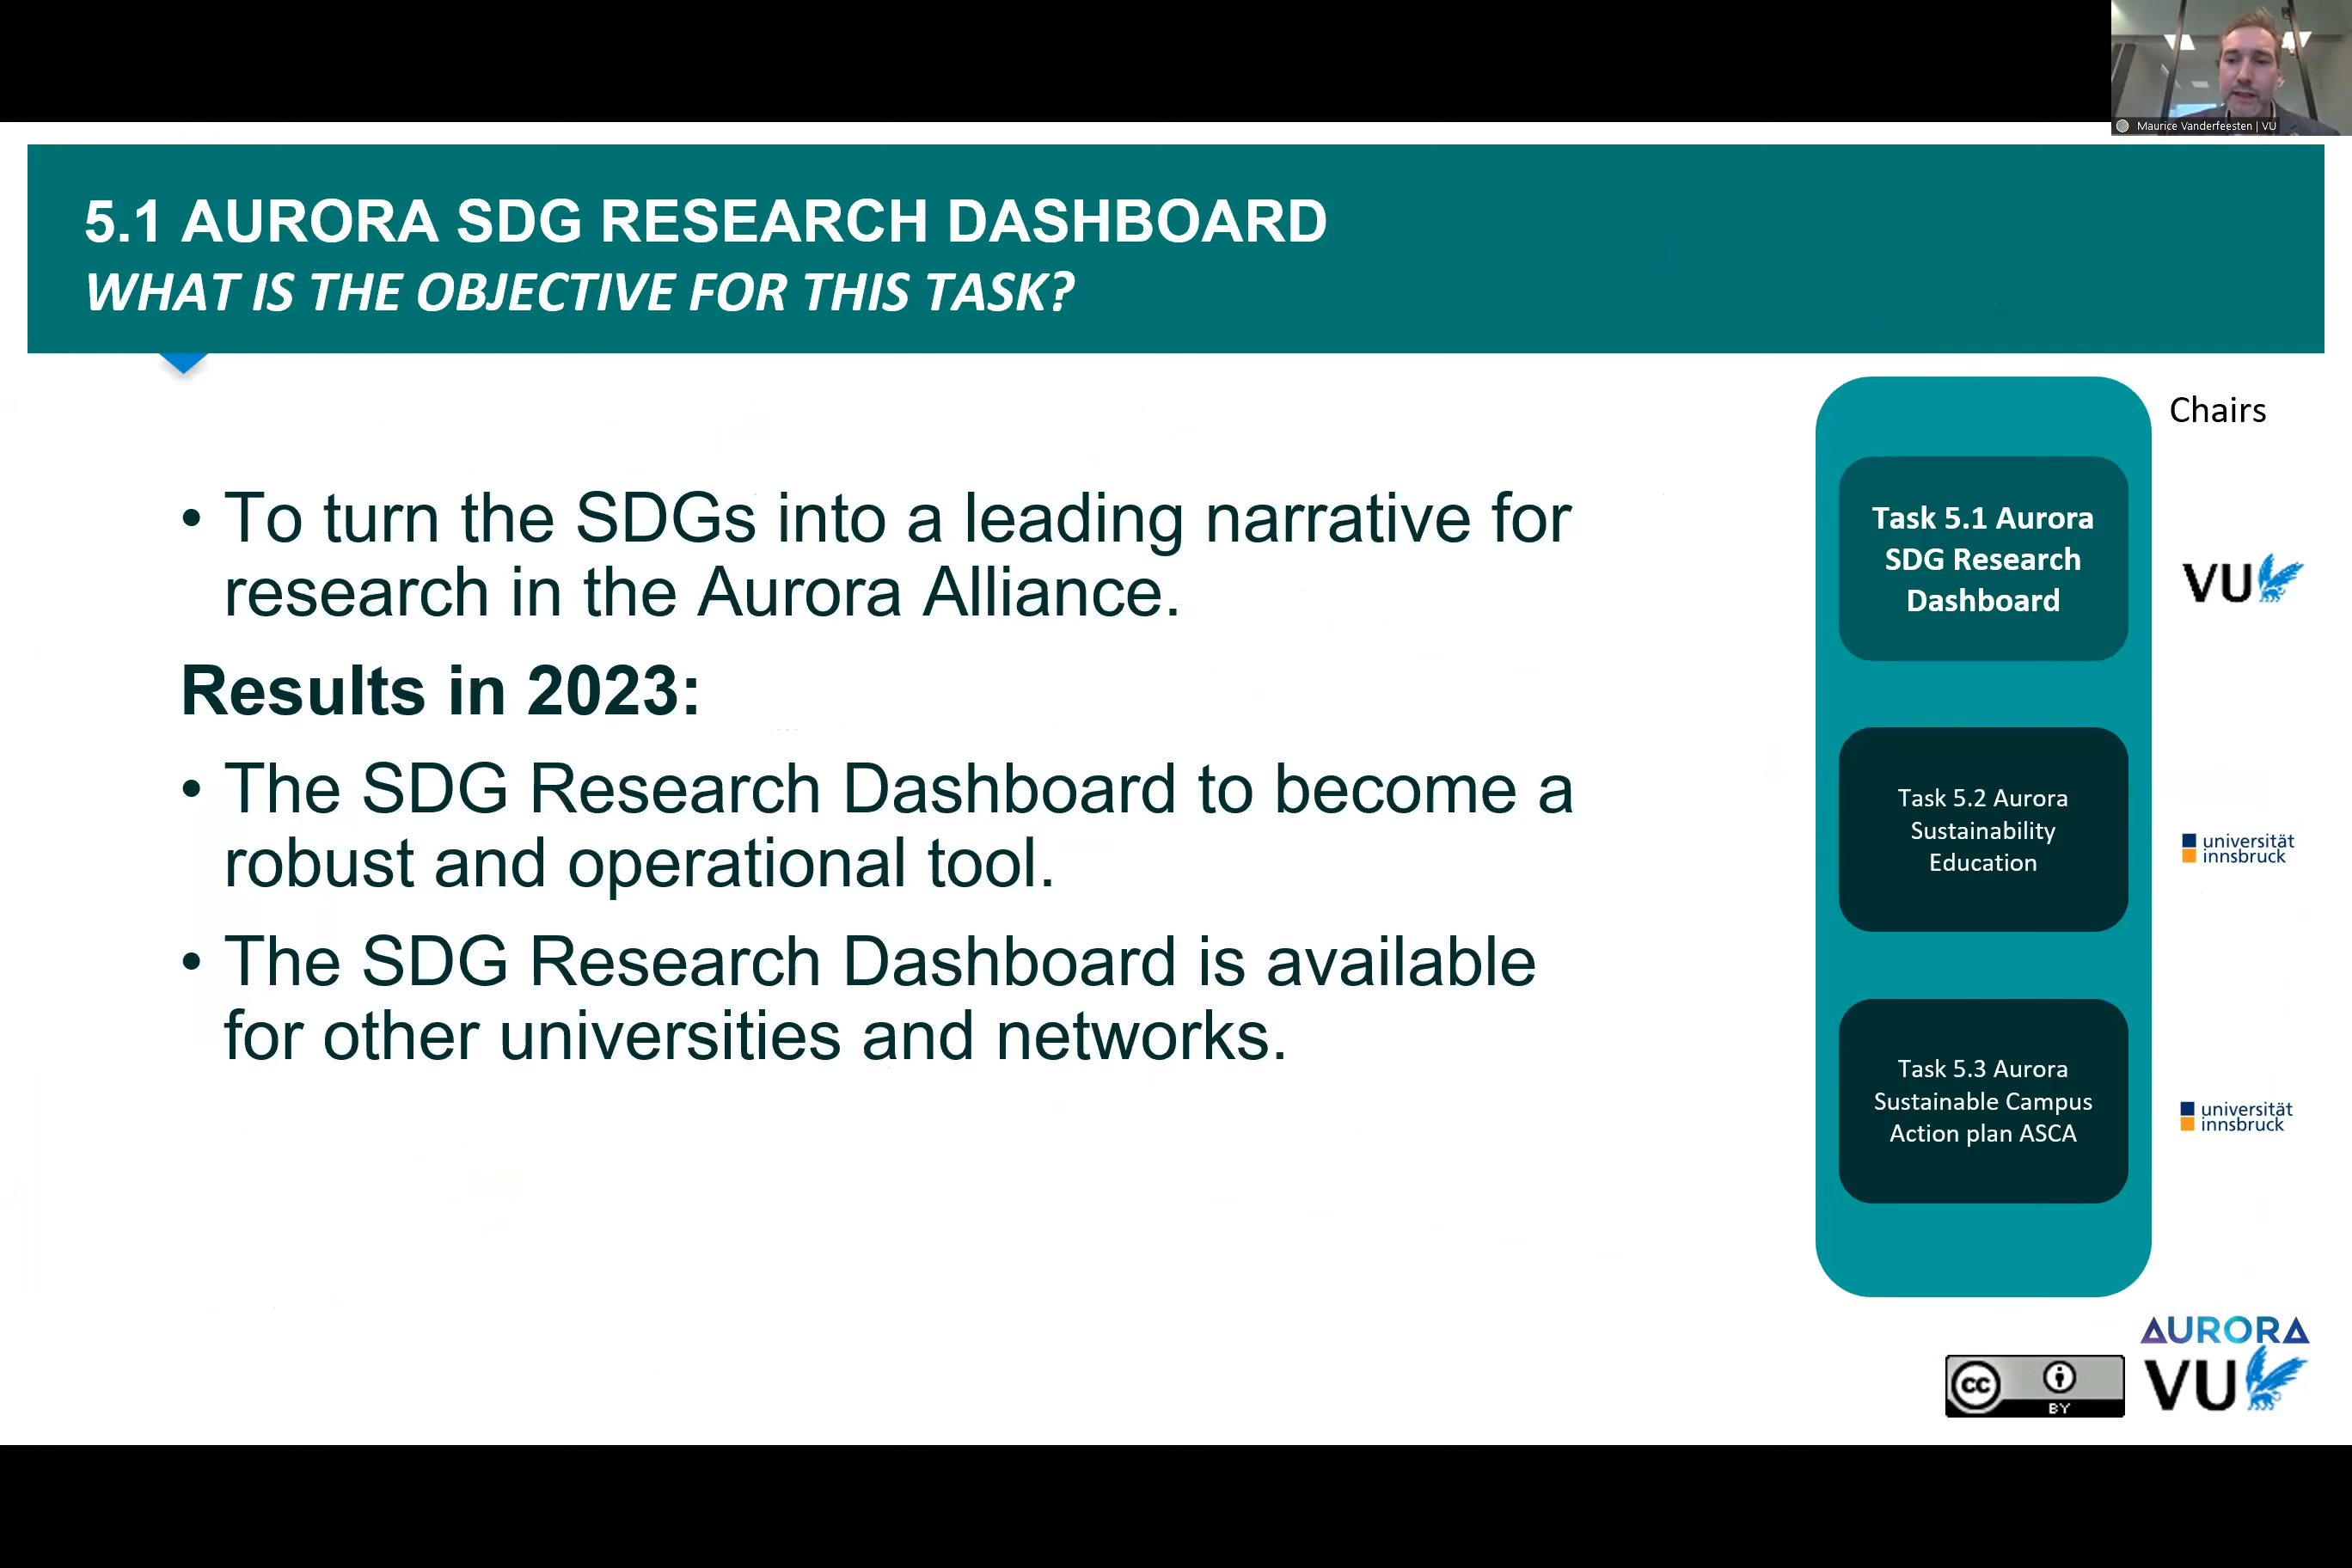 Maurice Vanderfeesten | VU
5.1 AURORA SDG RESEARCH DASHBOARD
WHAT IS THE OBJECTIVE FOR THIS TASK?
• To turn the SDGs into a leading narrative for
research in the Aurora Alliance.
Results in 2023:
• The SDG Research Dashboard to become a
robust and operational tool.
• The SDG Research Dashboard is available
for other universities and networks.
Chairs
Task 5.1 Aurora
SDG Research
Dashboard
VU
Task 5.2 Aurora
Sustainability
Education
universität
innsbruck
Task 5.3 Aurora
Sustainable Campus
Action plan ASCA
universität
innsbruck
AURORA
cc
BY
VU